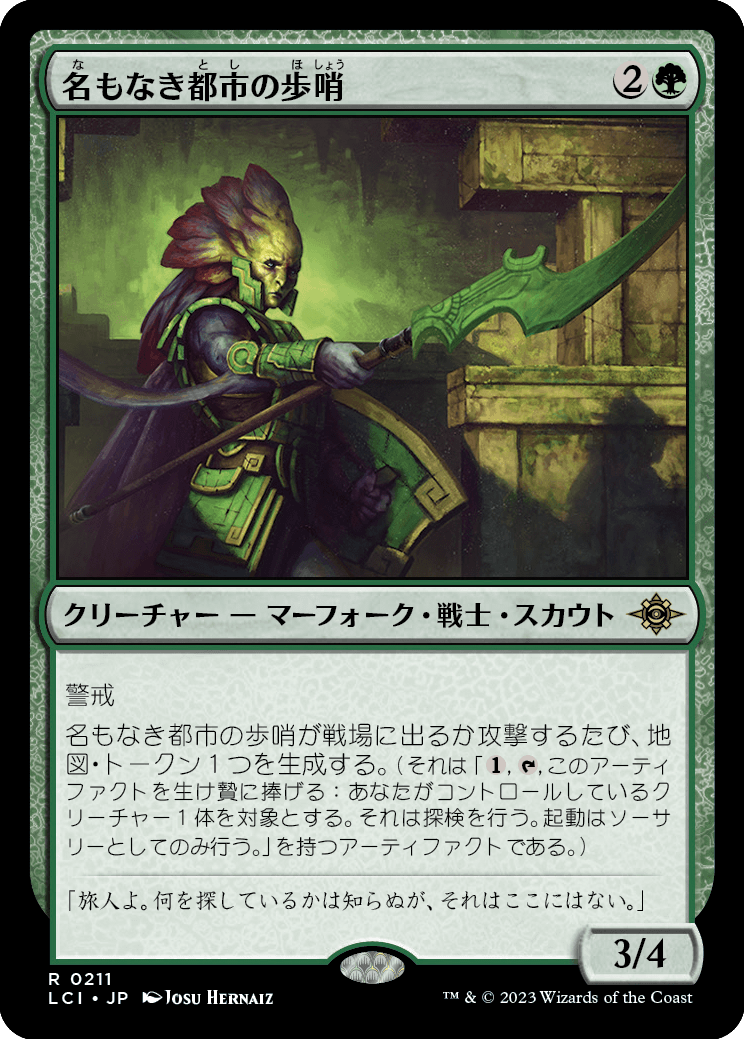 名もなき都市の歩哨 2
な と し ほ しょう
クリーチャー — マーフォーク・戦士・スカウト
警戒
名もなき都市の歩哨が戦場に出るか攻撃するたび、地
図・トークン1つを生成する。(それは「1, T,このアーティ
ファクトを生け贄に捧げる:あなたがコントロールしているク
リーチャー1体を対象とする。それは探検を行う。起動はソーサ
リーとしてのみ行う。」を持つアーティファクトである。)
「旅人よ。何を探しているかは知らぬが、それはここにはない。」
3/4
R 0211
LCI • JP Josu Hernaiz
™ & © 2023 Wizards of the Coast